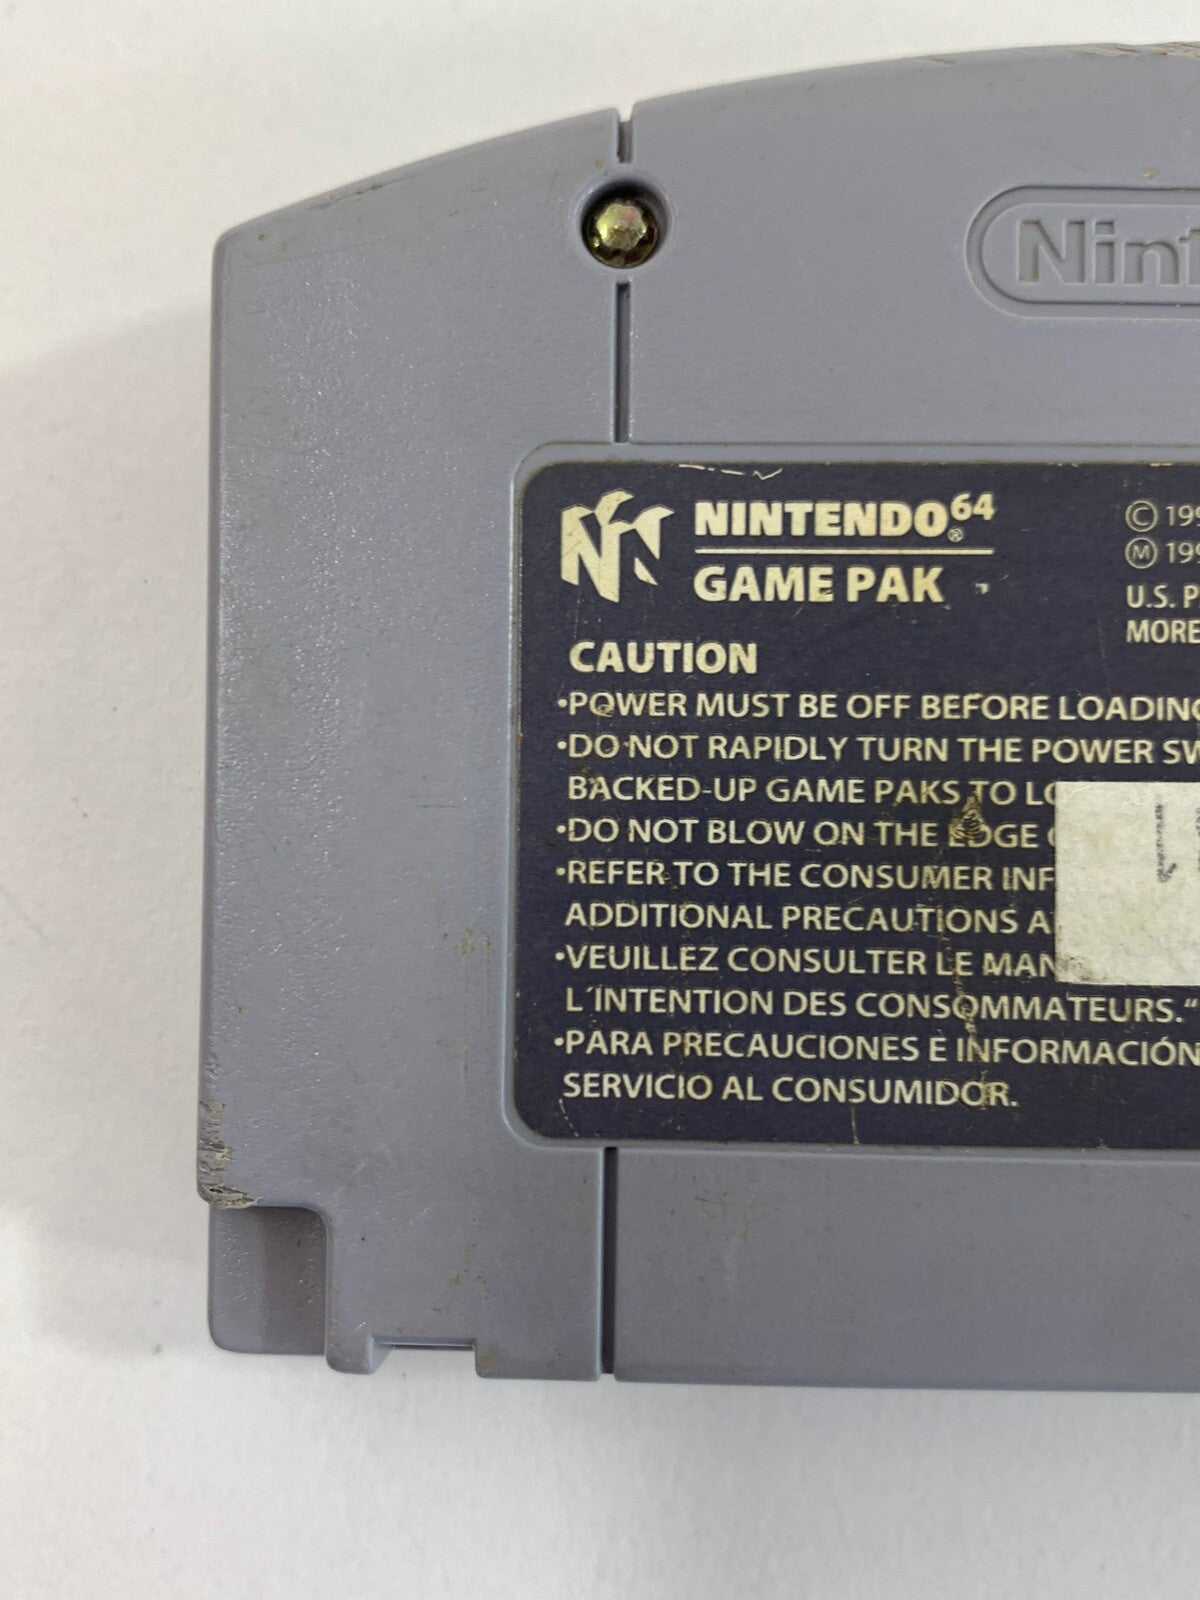 NINTENDO64®
GAME PAK
CAUTION
•POWER MUST BE OFF BEFORE LOADING
•DO NOT RAPIDLY TURN THE POWER
BACKED-UP GAME PAKS TO
•DO NOT BLOW ON THE EDGE
•REFER TO THE CONSUMER
ADDITIONAL PRECAUTIONS
•VEUILLEZ CONSULTER LE
L'INTENTION DES CONSOMMATEURS."
•PARA PRECAUCIONES E INFORMACIÓN
SERVICIO AL CONSUMIDOR.
©
Ⓜ
U.S.
MORE